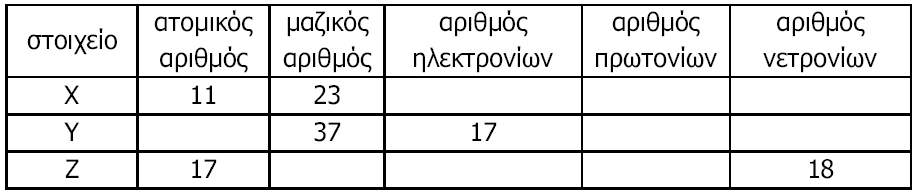 στοιχείο ατομικός αριθμός μαζικός αριθμός αριθμός ηλεκτρονίων αριθμός πρωτονίων αριθμός νετρονίων
X 11 23
Y 37 17
Z 17 18